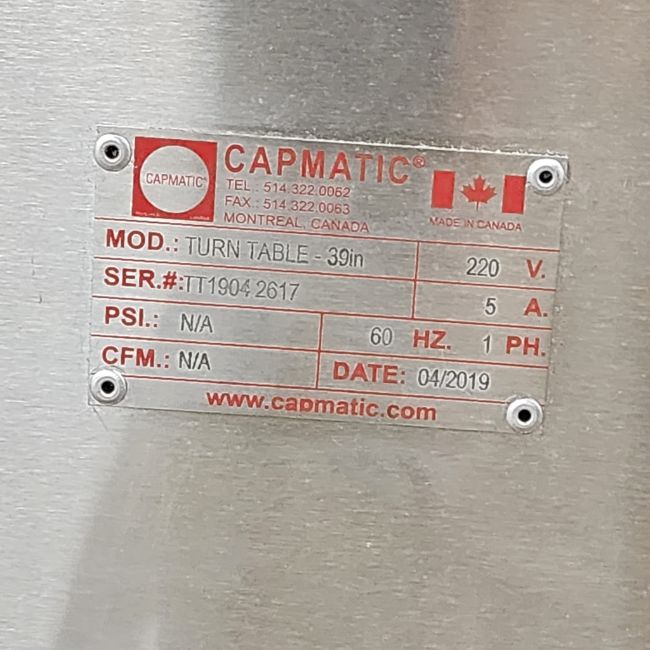 CAPMATIC®
CAPMATIC®
TEL.: 514.322.0062
FAX.: 514.322.0063
MONTREAL, CANADA
MADE IN CANADA
MOD.: TURN TABLE - 39in
220 V.
SER.#:TT1904 2617
5 A.
PSI.: N/A
60 HZ. 1 PH.
CFM.: N/A
DATE: 04/2019
www.capmatic.com